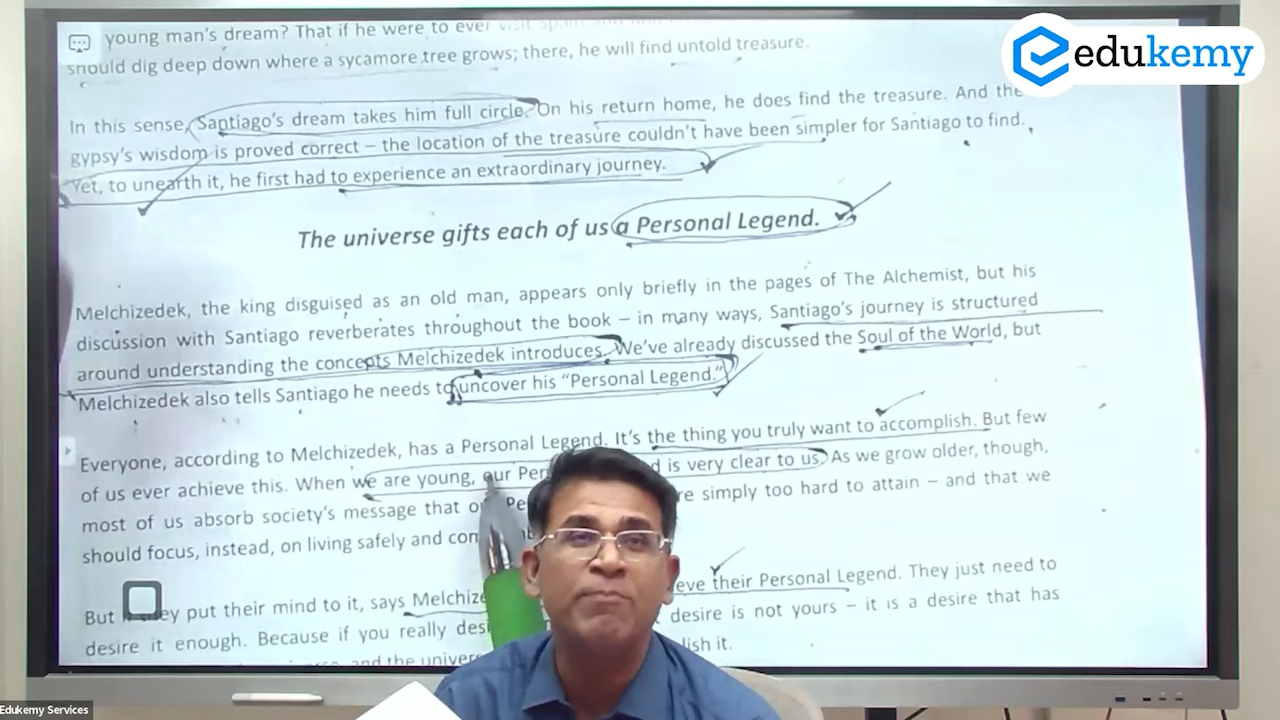 young man's dream? That if he were to ever visit Spain and
should dig deep down where a sycamore tree grows; there, he will find untold treasure.
edukemy
In this sense, Santiago's dream takes him full circle. On his return home, he does find the treasure. And the
gypsy's wisdom is proved correct – the location of the treasure couldn't have been simpler for Santiago to find.
Yet, to unearth it, he first had to experience an extraordinary journey.
The universe gifts each of us a Personal Legend.
Melchizedek, the king disguised as an old man, appears only briefly in the pages of The Alchemist, but his
discussion with Santiago reverberates throughout the book – in many ways, Santiago's journey is structured
around understanding the concepts Melchizedek introduces. We've already discussed the Soul of the World, but
Melchizedek also tells Santiago he needs to uncover his "Personal Legend."
Everyone, according to Melchizedek, has a Personal Legend. It's the thing you truly want to accomplish. But few
of us ever achieve this. When we are young, our Per d is very clear to us. As we grow older, though,
most of us absorb society's message that o Pe re simply too hard to attain – and that we
should focus, instead, on living safely and con
But if they put their mind to it, says Melchize eve their Personal Legend. They just need to
desire it enough. Because if you really desi desire is not yours – it is a desire that has
and the univers lish it.
Edukemy Services